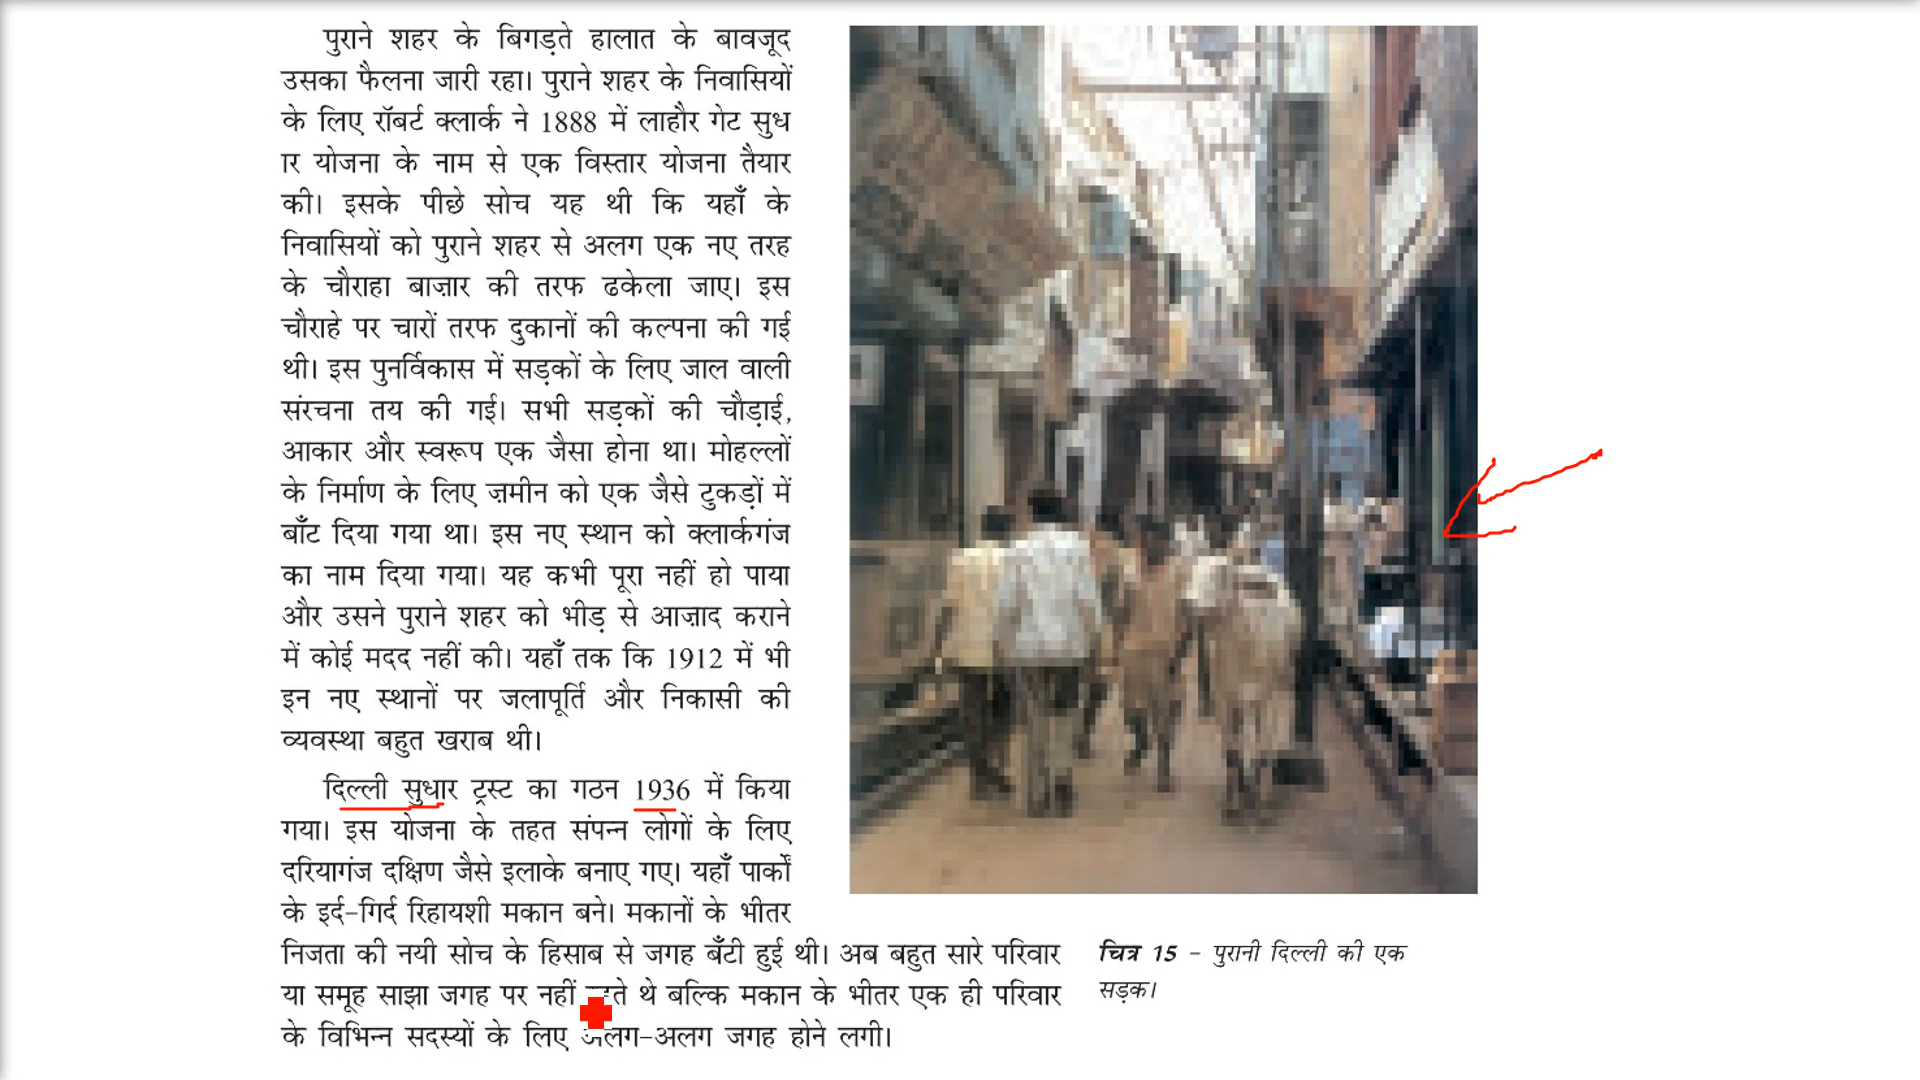 पुराने शहर के बिगड़ते हालात के बावजूद
उसका फैलना जारी रहा। पुराने शहर के निवासियों
के लिए रॉबर्ट क्लार्क ने 1888 में लाहौर गेट सुध
ार योजना के नाम से एक विस्तार योजना तैयार
की। इसके पीछे सोच यह थी कि यहाँ के
निवासियों को पुराने शहर से अलग एक नए तरह
के चौराहा बाज़ार की तरफ ढकेला जाए। इस
चौराहे पर चारों तरफ दुकानों की कल्पना की गई
थी। इस पुनर्विकास में सड़कों के लिए जाल वाली
संरचना तय की गई। सभी सड़कों की चौड़ाई,
आकार और स्वरूप एक जैसा होना था। मोहल्लों
के निर्माण के लिए ज़मीन को एक जैसे टुकड़ों में
बाँट दिया गया था। इस नए स्थान को क्लार्कगंज
का नाम दिया गया। यह कभी पूरा नहीं हो पाया
और उसने पुराने शहर को भीड़ से आज़ाद कराने
में कोई मदद नहीं की। यहाँ तक कि 1912 में भी
इन नए स्थानों पर जलापूर्ति और निकासी की
व्यवस्था बहुत खराब थी।
दिल्ली सुधार ट्रस्ट का गठन 1936 में किया
गया। इस योजना के तहत संपन्न लोगों के लिए
दरियागंज दक्षिण जैसे इलाके बनाए गए। यहाँ पार्कों
के इर्द-गिर्द रिहायशी मकान बने। मकानों के भीतर
निजता की नयी सोच के हिसाब से जगह बँटी हुई थी। अब बहुत सारे परिवार
या समूह साझा जगह पर नहीं रहते थे बल्कि मकान के भीतर एक ही परिवार
के विभिन्न सदस्यों के लिए अलग-अलग जगह होने लगी।
चित्र 15 - पुरानी दिल्ली की एक
सड़क।